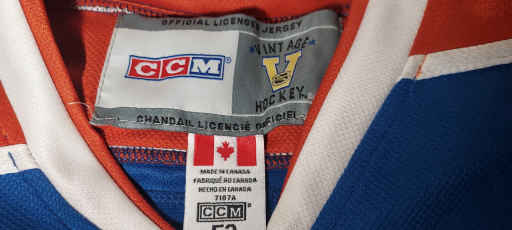 OFFICIAL LICENSED JERSEY
CCM
VINTAGE
V
HOCKEY
CHANDAIL LICENCIÉ OFFICIEL
MADE IN CANADA
FABRIQUÉ AU CANADA
HECHO EN CANADA
7187A
CCM
52